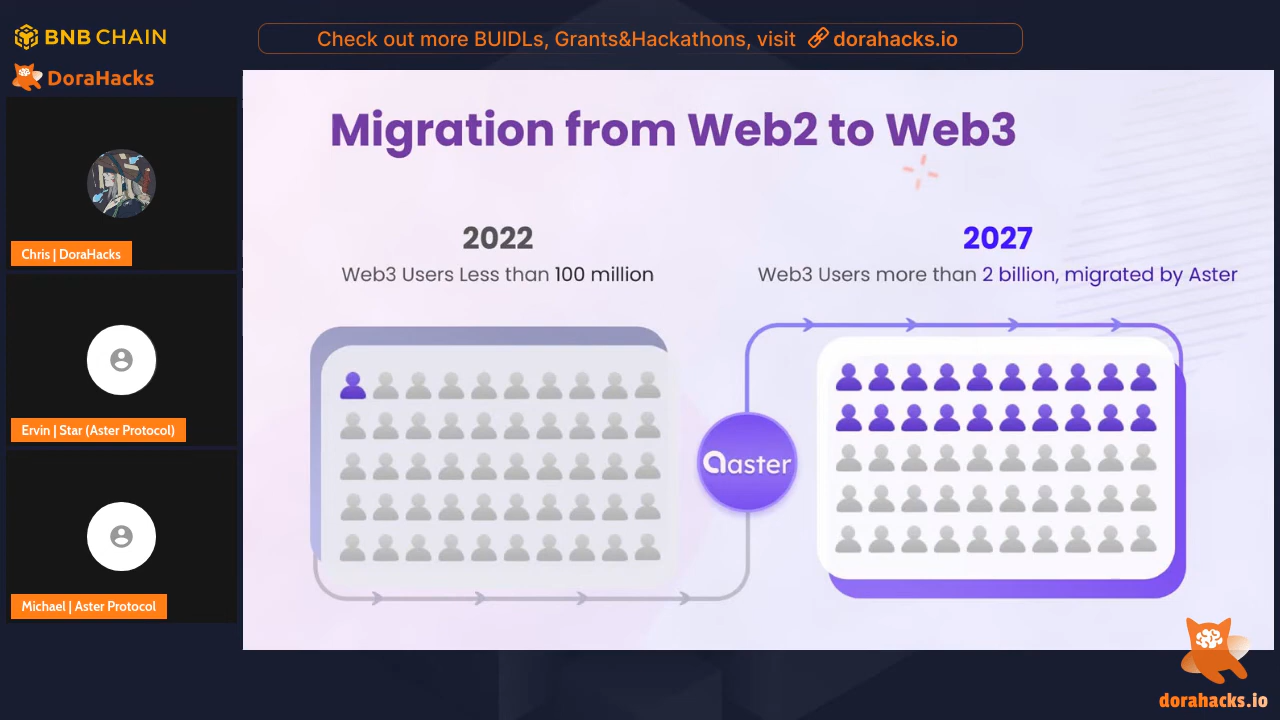 BNB CHAIN
Check out more BUIDLs, Grants&Hackathons, visit dorahacks.io
DoraHacks
Chris | DoraHacks
Ervin | Star (Aster Protocol)
Michael | Aster Protocol
Migration from Web2 to Web3
2022
Web3 Users Less than 100 million
2027
Web3 Users more than 2 billion, migrated by Aster
aster
dorahacks.io